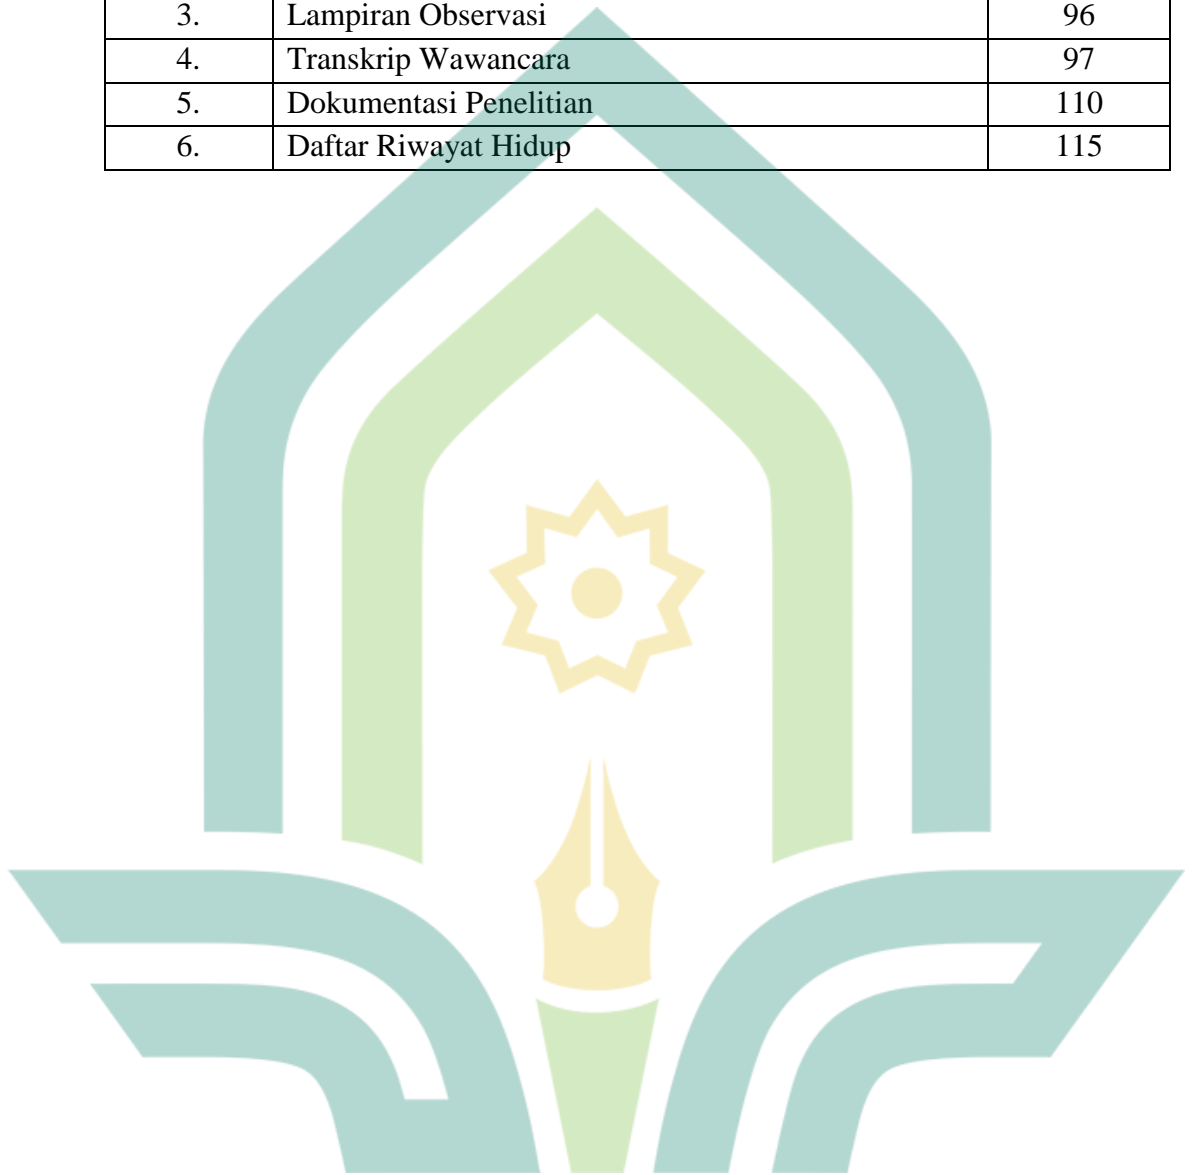 3. Lampiran Observasi 96
4. Transkrip Wawancara 97
5. Dokumentasi Penelitian 110
6. Daftar Riwayat Hidup 115